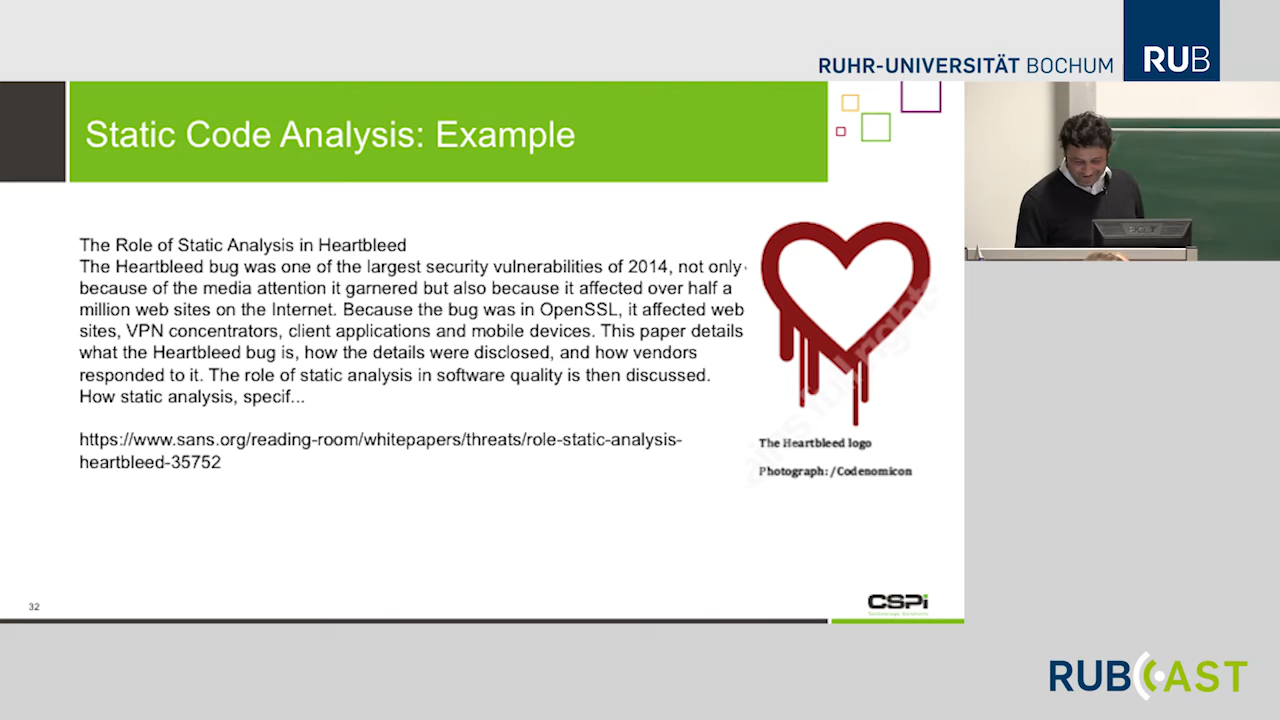 RUHR-UNIVERSITÄT BOCHUM
RUB
Static Code Analysis: Example
The Role of Static Analysis in Heartbleed
The Heartbleed bug was one of the largest security vulnerabilities of 2014, not only
because of the media attention it garnered but also because it affected over half a
million web sites on the Internet. Because the bug was in OpenSSL, it affected web
sites, VPN concentrators, client applications and mobile devices. This paper details
what the Heartbleed bug is, how the details were disclosed, and how vendors
responded to it. The role of static analysis in software quality is then discussed.
How static analysis, specif...
https://www.sans.org/reading-room/whitepapers/threats/role-static-analysis-
heartbleed-35752
The Heartbleed logo
Photograph: /Codenomicon
32
CSPi
RUBCAST